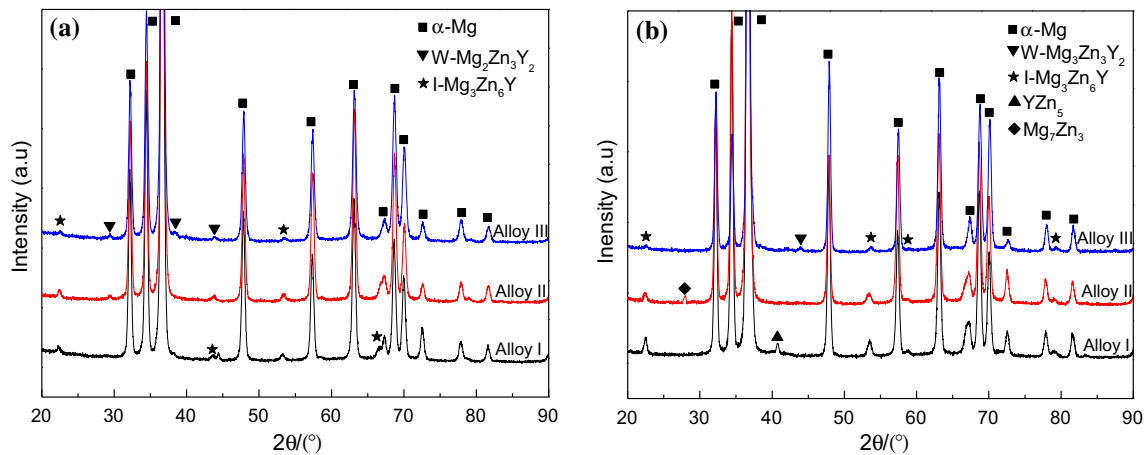 (a)
α-Mg
W-Mg₂Zn₃Y₂
I-Mg₃Zn₆Y
Alloy III
Alloy II
Alloy I
Intensity (a.u)
20 30 40 50 60 70 80 90
2θ/(°)
(b)
α-Mg
W-Mg₃Zn₃Y₂
I-Mg₃Zn₆Y
YZn₅
Mg₇Zn₃
Alloy III
Alloy II
Alloy I
Inenisity (a.u)
20 30 40 50 60 70 80 90
2θ/(°)